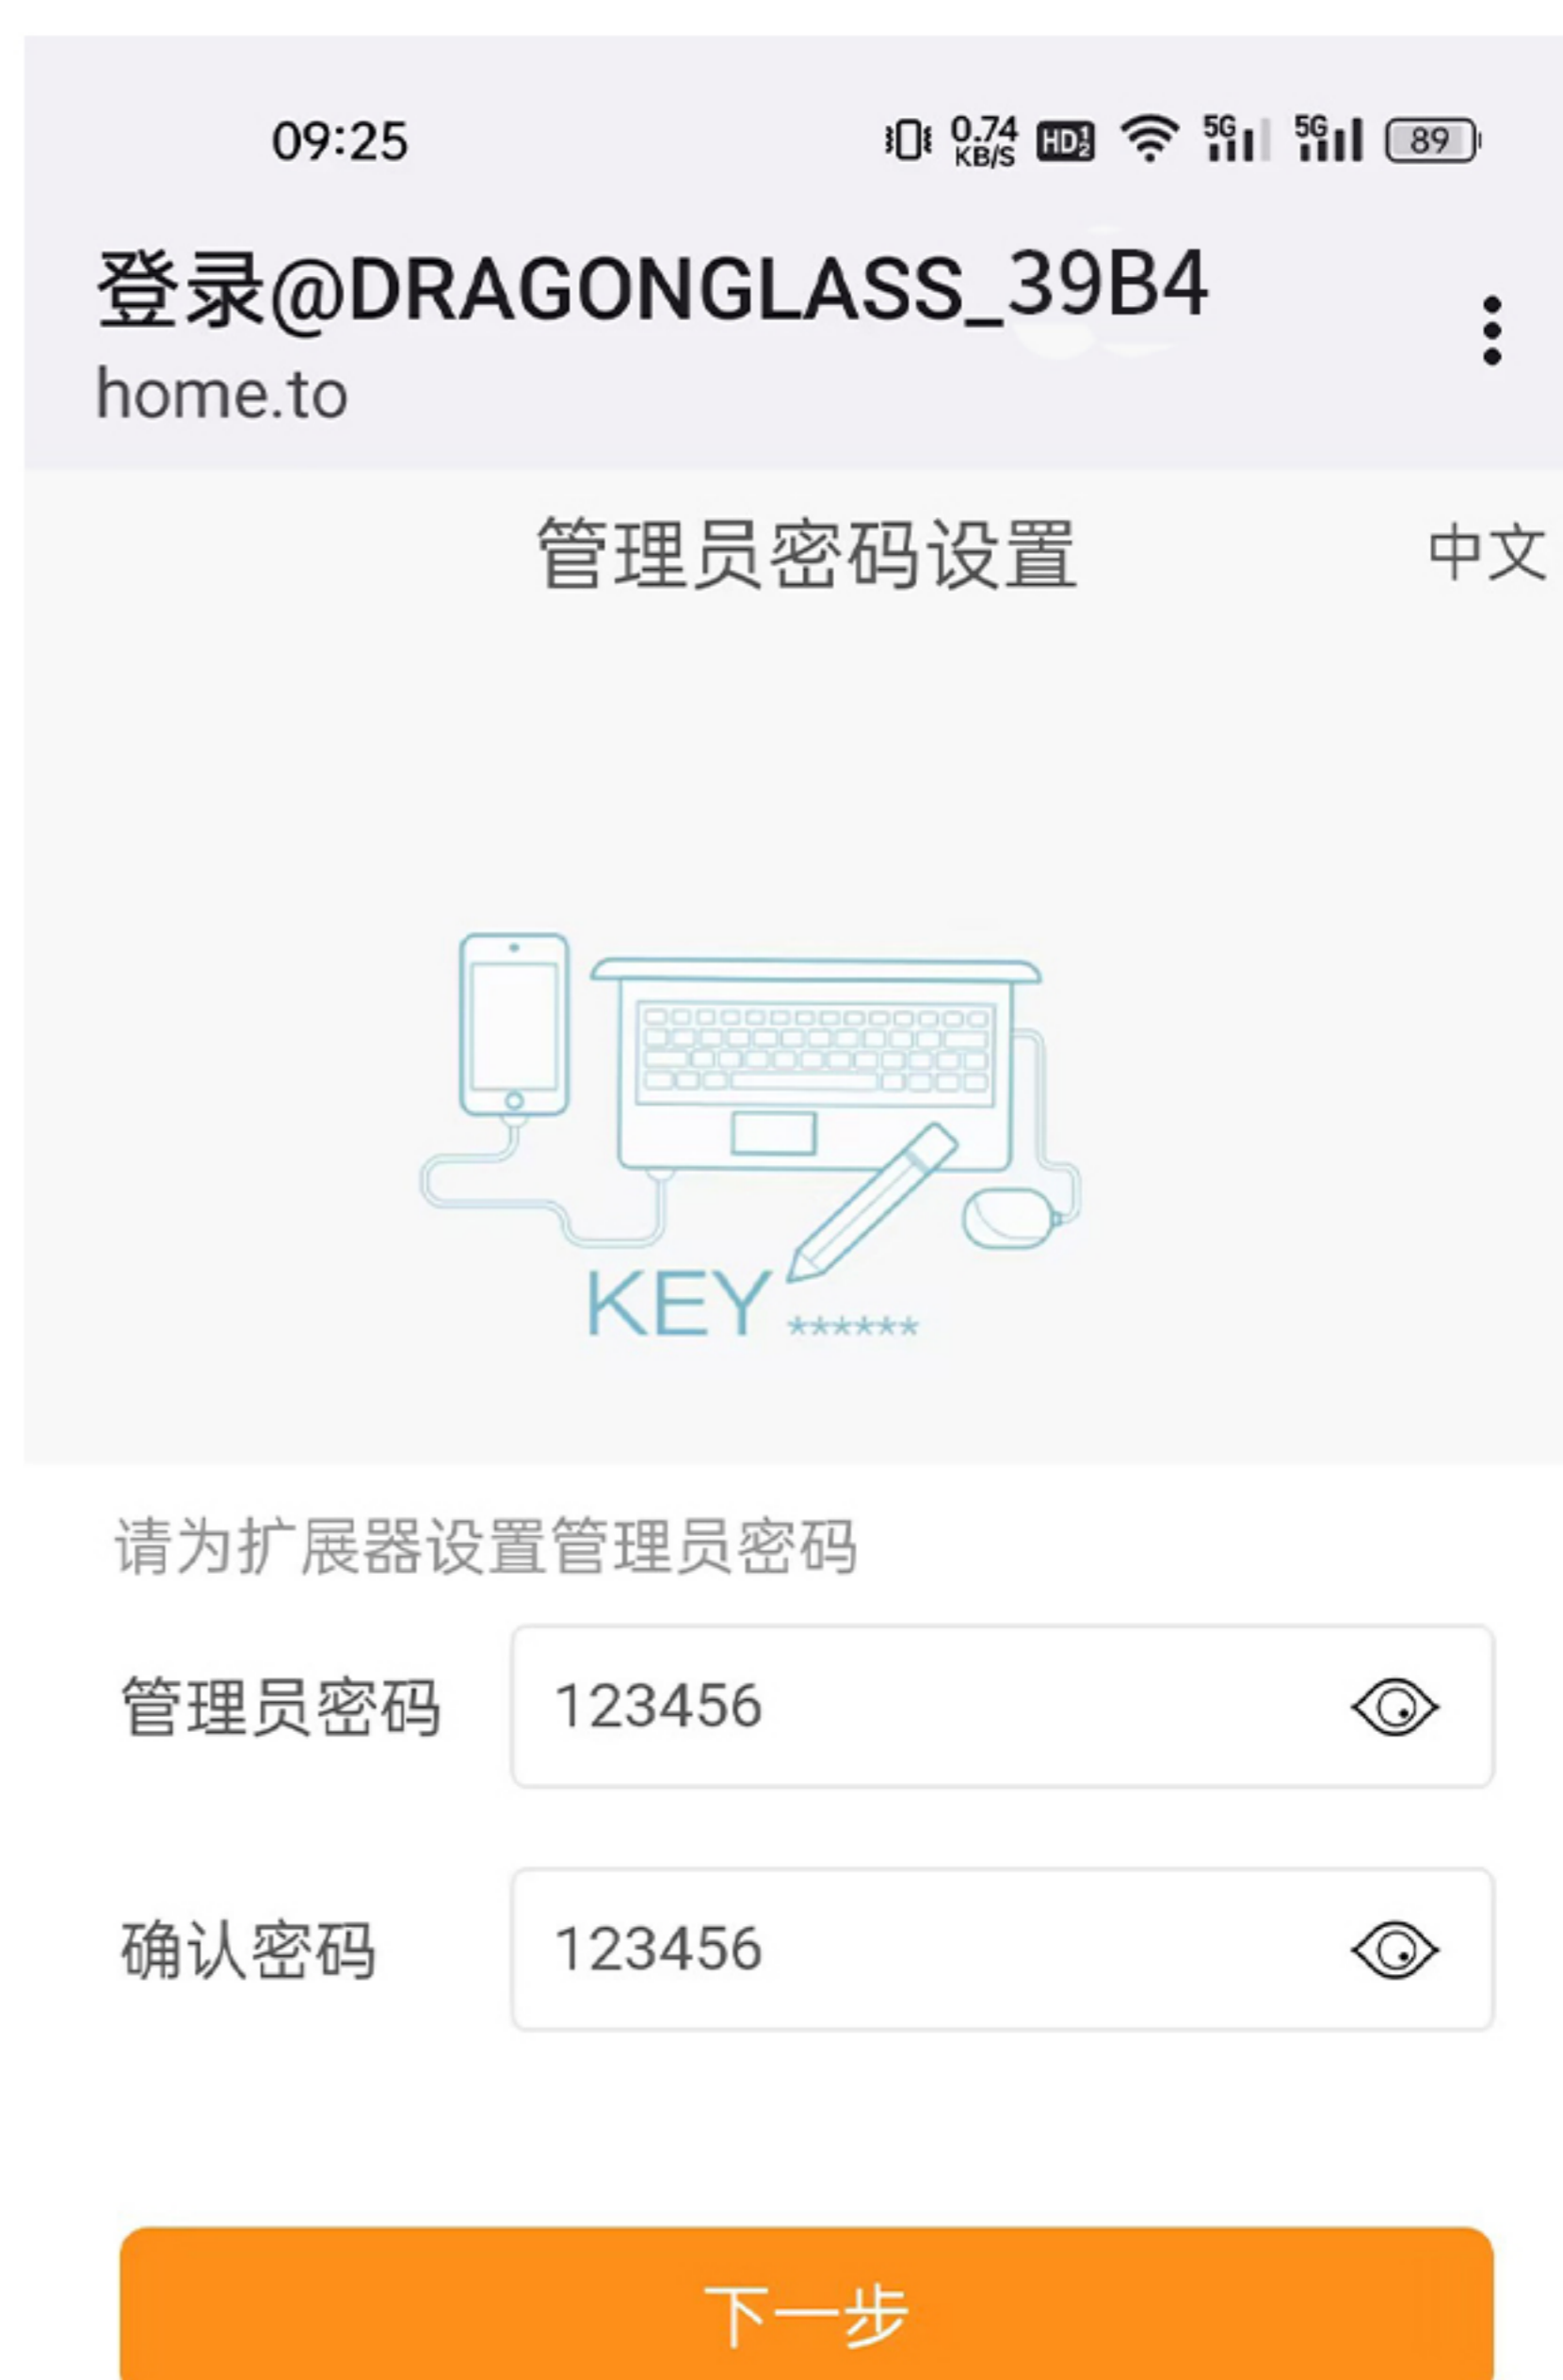 09:25 0.74 KB/S HD 1 2 5G 5G 89
登录@DRAGONGLASS_39B4
home.to
管理员密码设置 中文
KEY ******
请为扩展器设置管理员密码
管理员密码 123456
确认密码 123456
下一步